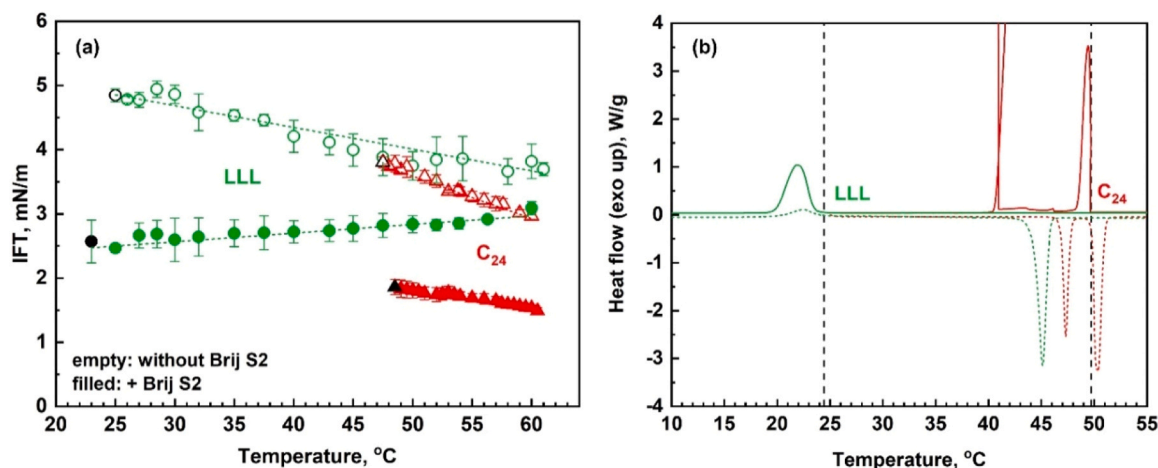 (a)
6
5
4
3
2
1
0
IFT, mN/m
LLL
C₂₄
empty: without Brij S2
filled: + Brij S2
20 25 30 35 40 45 50 55 60
Temperature, °C
(b)
4
3
2
1
0
-1
-2
-3
-4
Heat flow (exo up), W/g
LLL
C₂₄
10 15 20 25 30 35 40 45 50 55
Temperature, °C